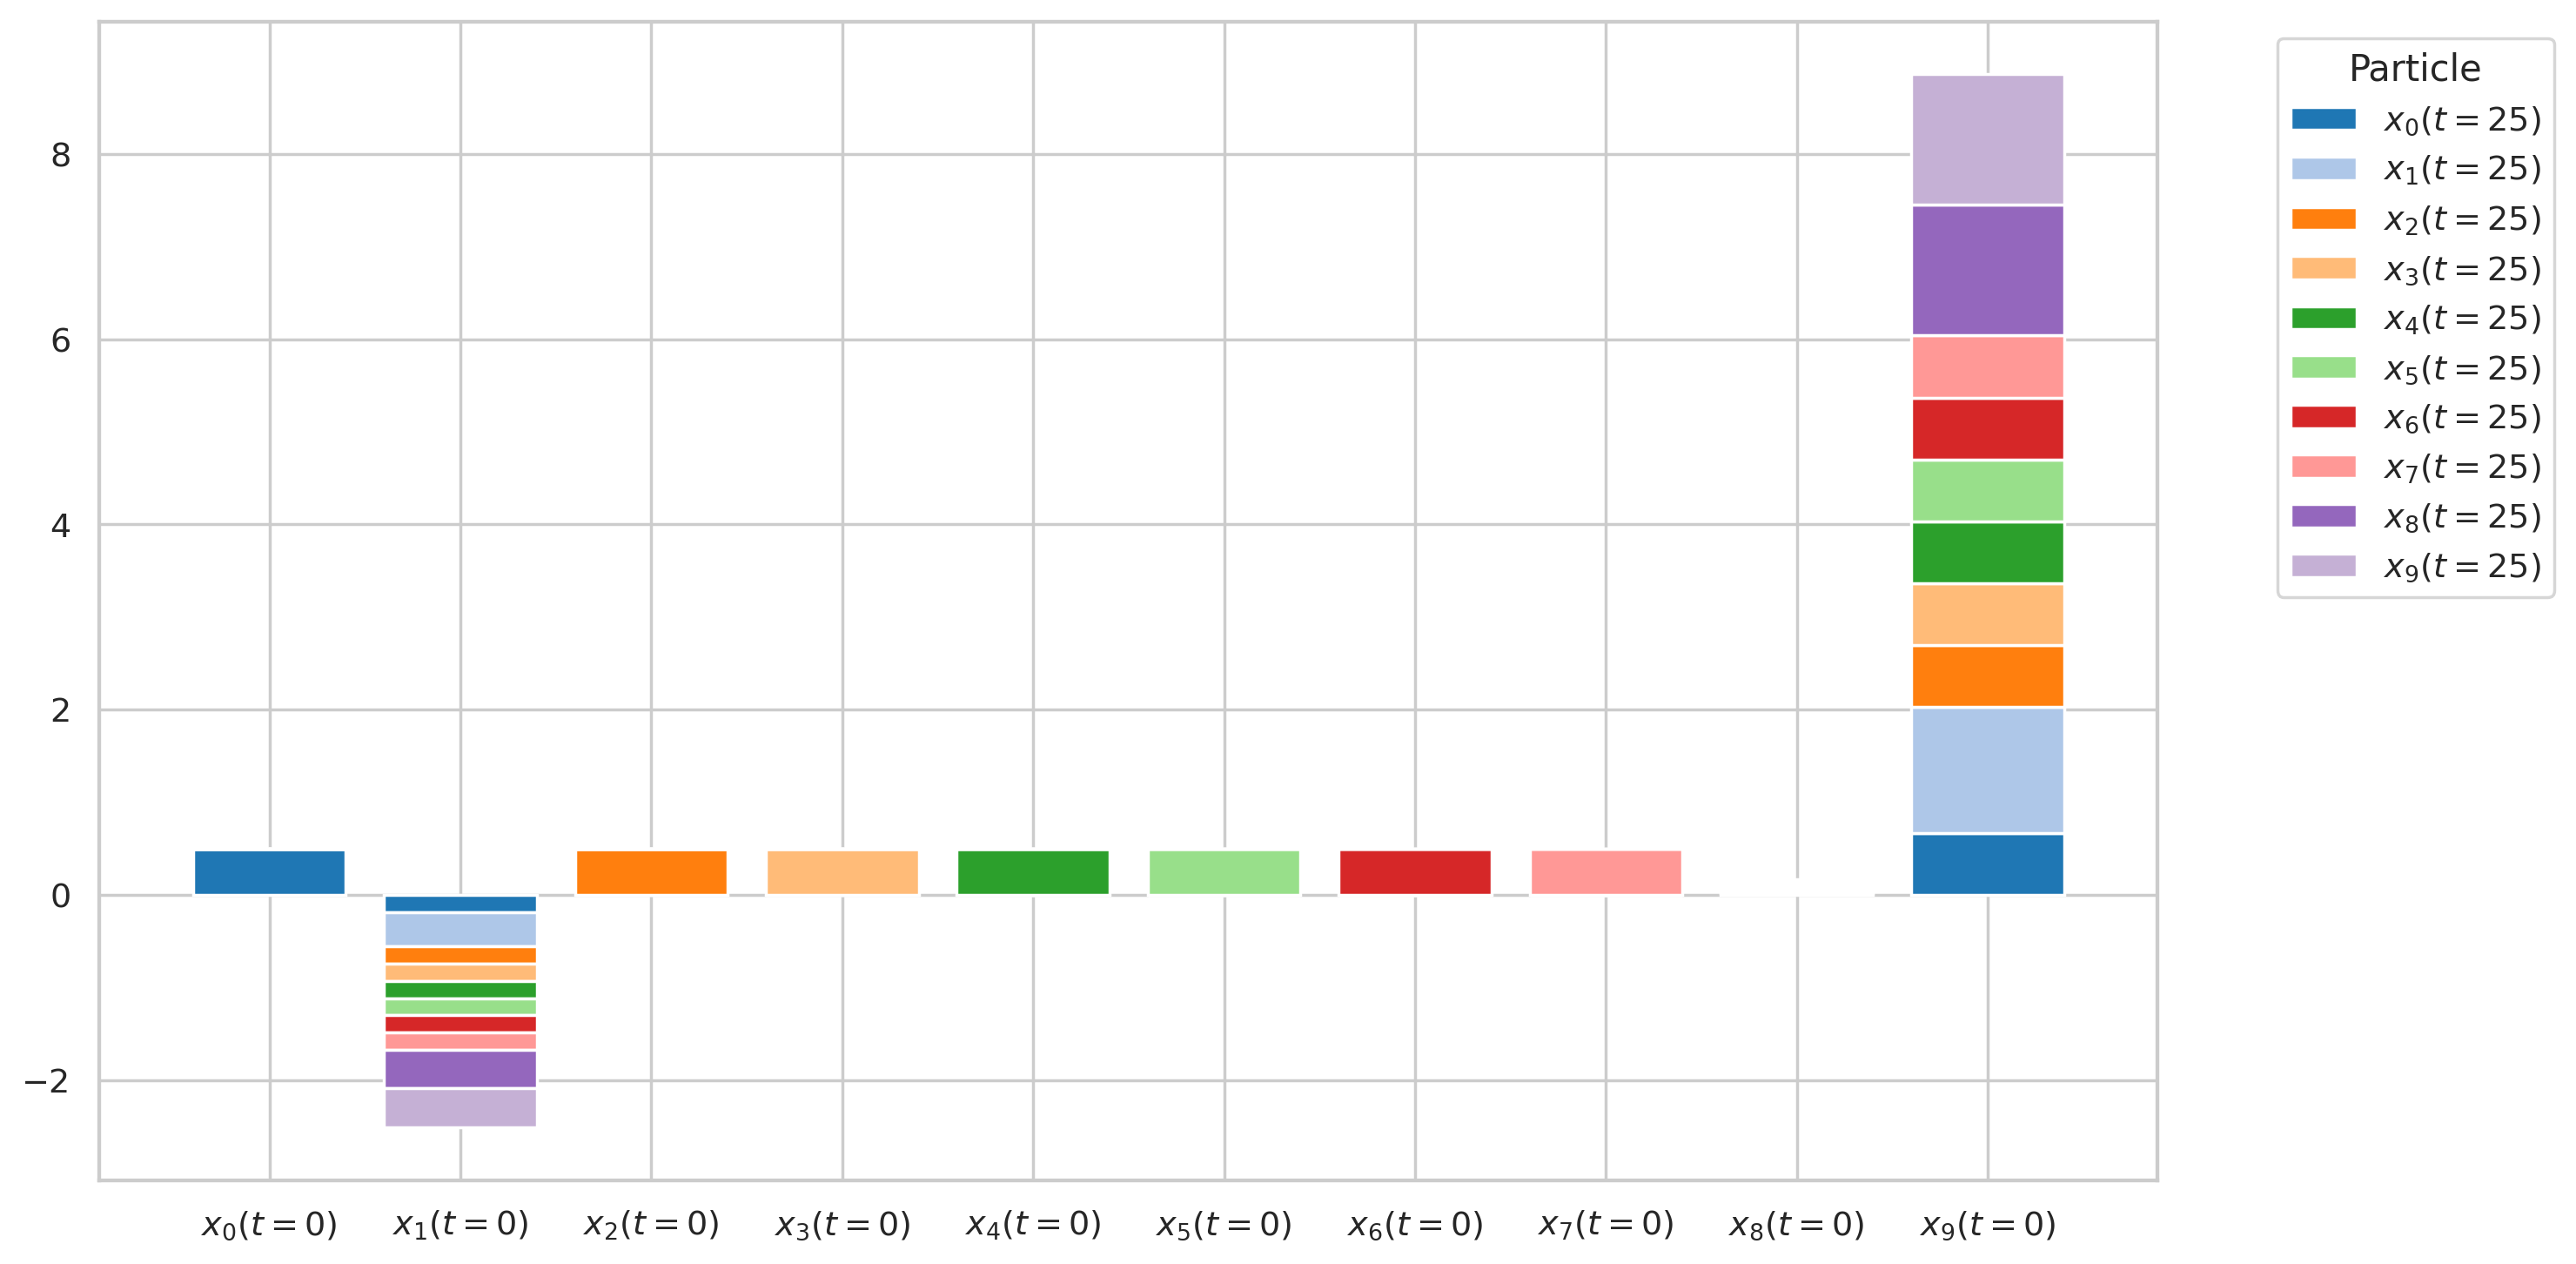 8
6
4
2
0
−2
x₀(t = 0)
x₁(t = 0)
x₂(t = 0)
x₃(t = 0)
x₄(t = 0)
x₅(t = 0)
x₆(t = 0)
x₇(t = 0)
x₈(t = 0)
x₉(t = 0)
Particle
x₀(t = 25)
x₁(t = 25)
x₂(t = 25)
x₃(t = 25)
x₄(t = 25)
x₅(t = 25)
x₆(t = 25)
x₇(t = 25)
x₈(t = 25)
x₉(t = 25)